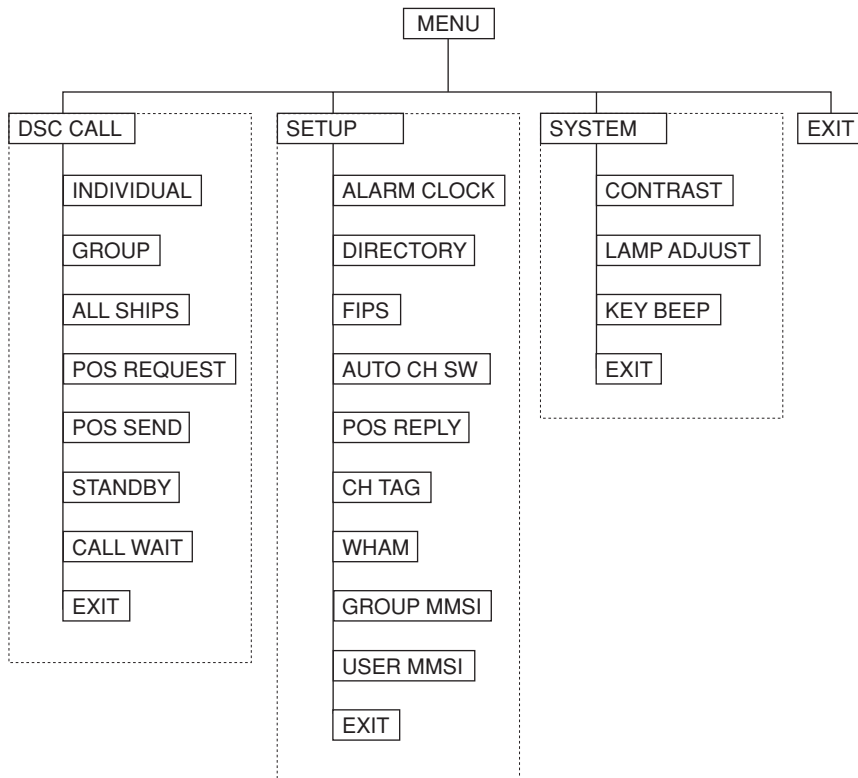 MENU
DSC CALL
INDIVIDUAL
GROUP
ALL SHIPS
POS REQUEST
POS SEND
STANDBY
CALL WAIT
EXIT
SETUP
ALARM CLOCK
DIRECTORY
FIPS
AUTO CH SW
POS REPLY
CH TAG
WHAM
GROUP MMSI
USER MMSI
EXIT
SYSTEM
CONTRAST
LAMP ADJUST
KEY BEEP
EXIT
EXIT